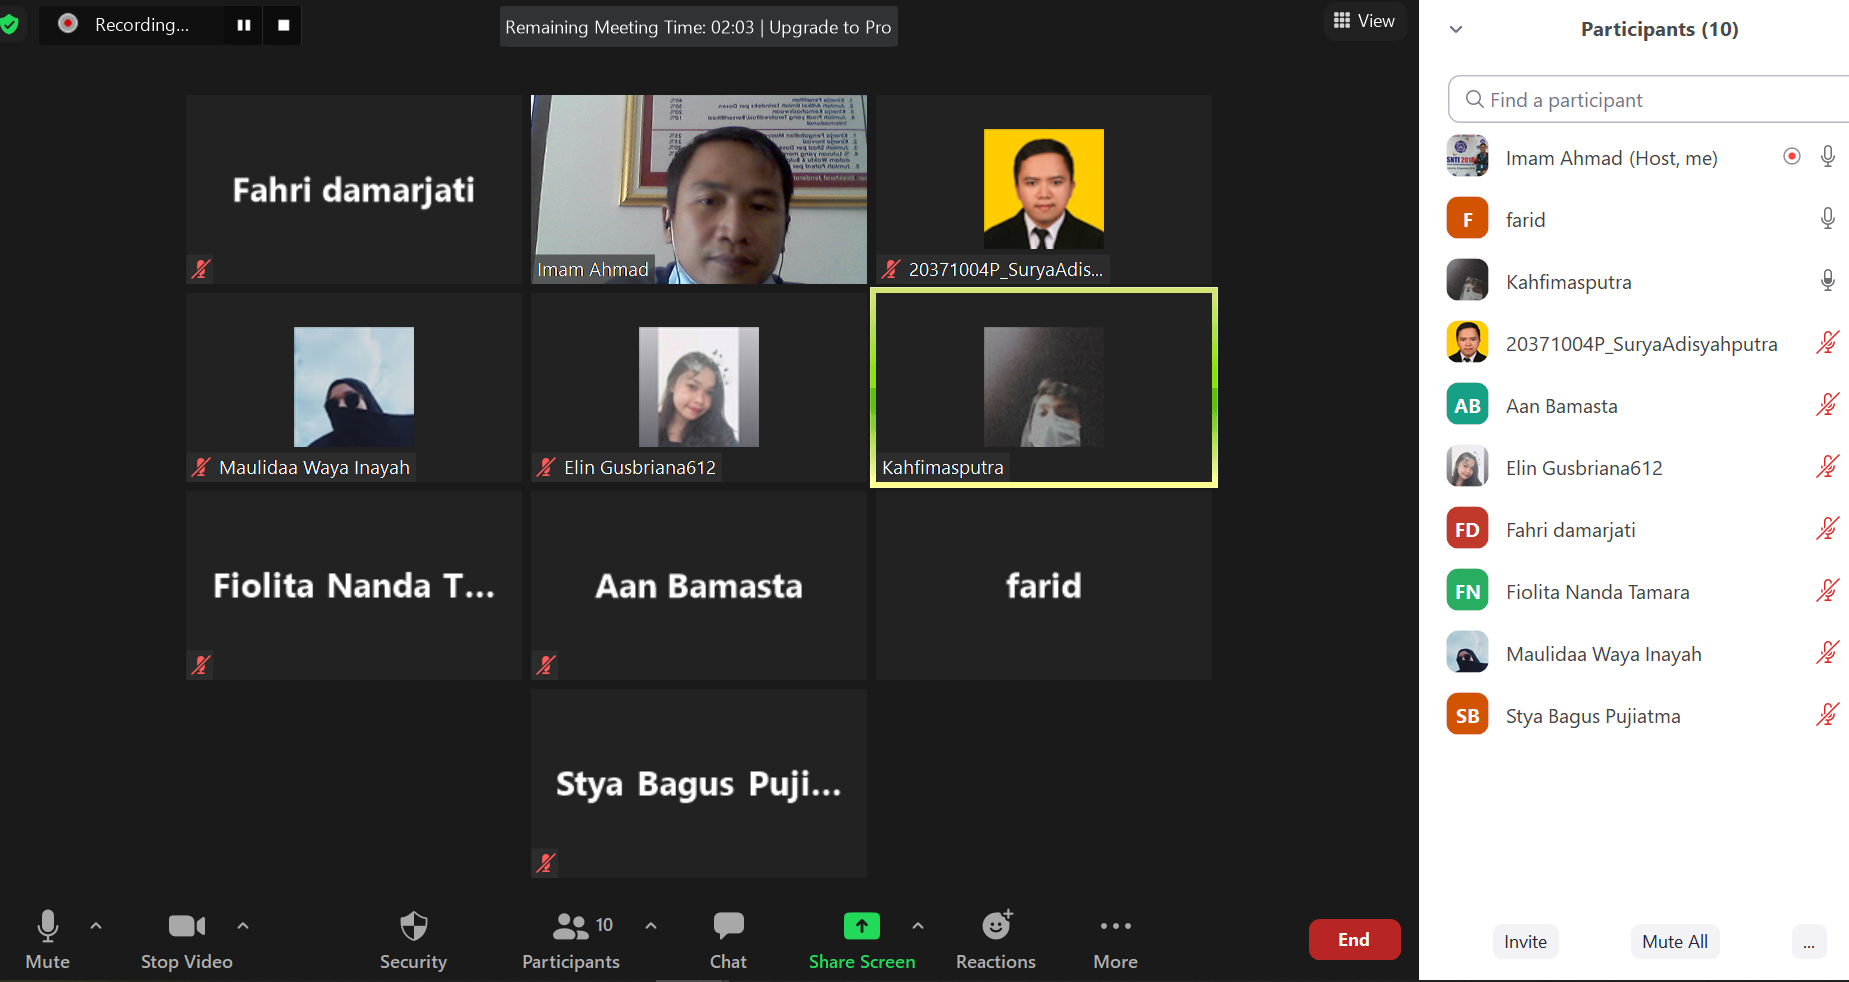 Recording...
Remaining Meeting Time: 02:03 | Upgrade to Pro
View
Fahri damarjati
Imam Ahmad
20371004P_SuryaAdis...
Maulidaa Waya Inayah
Elin Gusbriana612
Kahfimasputra
Fiolita Nanda T...
Aan Bamasta
farid
Stya Bagus Puji...
Mute
Stop Video
Security
10
Participants
Chat
Share Screen
Reactions
More
End
Participants (10)
Find a participant
Imam Ahmad (Host, me)
F
farid
Kahfimasputra
20371004P_SuryaAdisyahputra
AB
Aan Bamasta
Elin Gusbriana612
FD
Fahri damarjati
FN
Fiolita Nanda Tamara
Maulidaa Waya Inayah
SB
Stya Bagus Pujiatma
Invite
Mute All
...